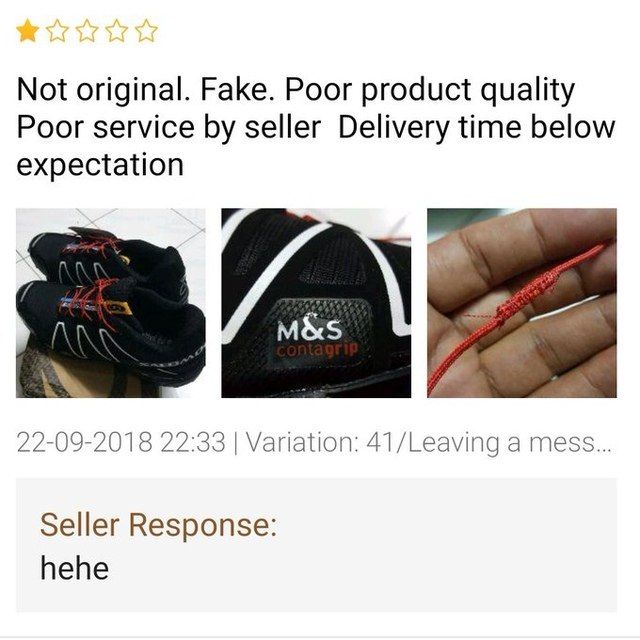 Not original. Fake. Poor product quality
Poor service by seller  Delivery time below
expectation
SALOMON
M&S
contagrip
22-09-2018 22:33 | Variation: 41/Leaving a mess...
Seller Response:
hehe